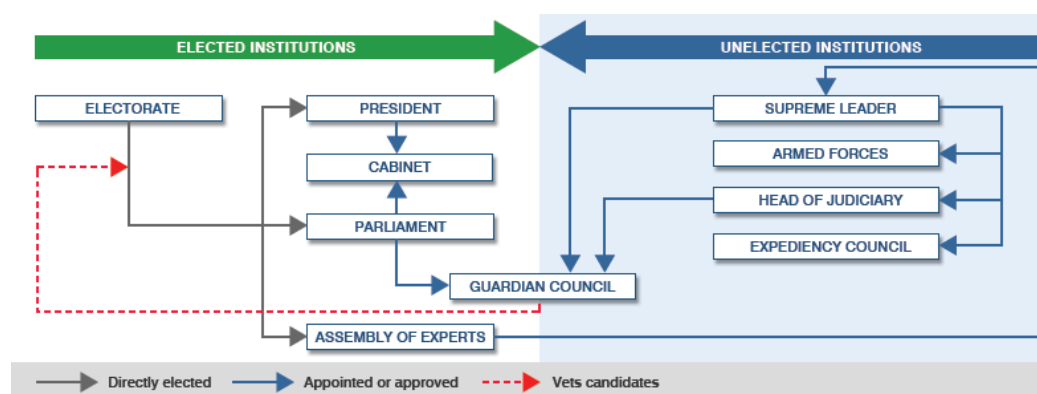 ELECTED INSTITUTIONS
UNELECTED INSTITUTIONS
ELECTORATE
PRESIDENT
SUPREME LEADER
CABINET
ARMED FORCES
PARLIAMENT
HEAD OF JUDICIARY
EXPEDIENCY COUNCIL
GUARDIAN COUNCIL
ASSEMBLY OF EXPERTS
Directly elected
Appointed or approved
Vets candidates